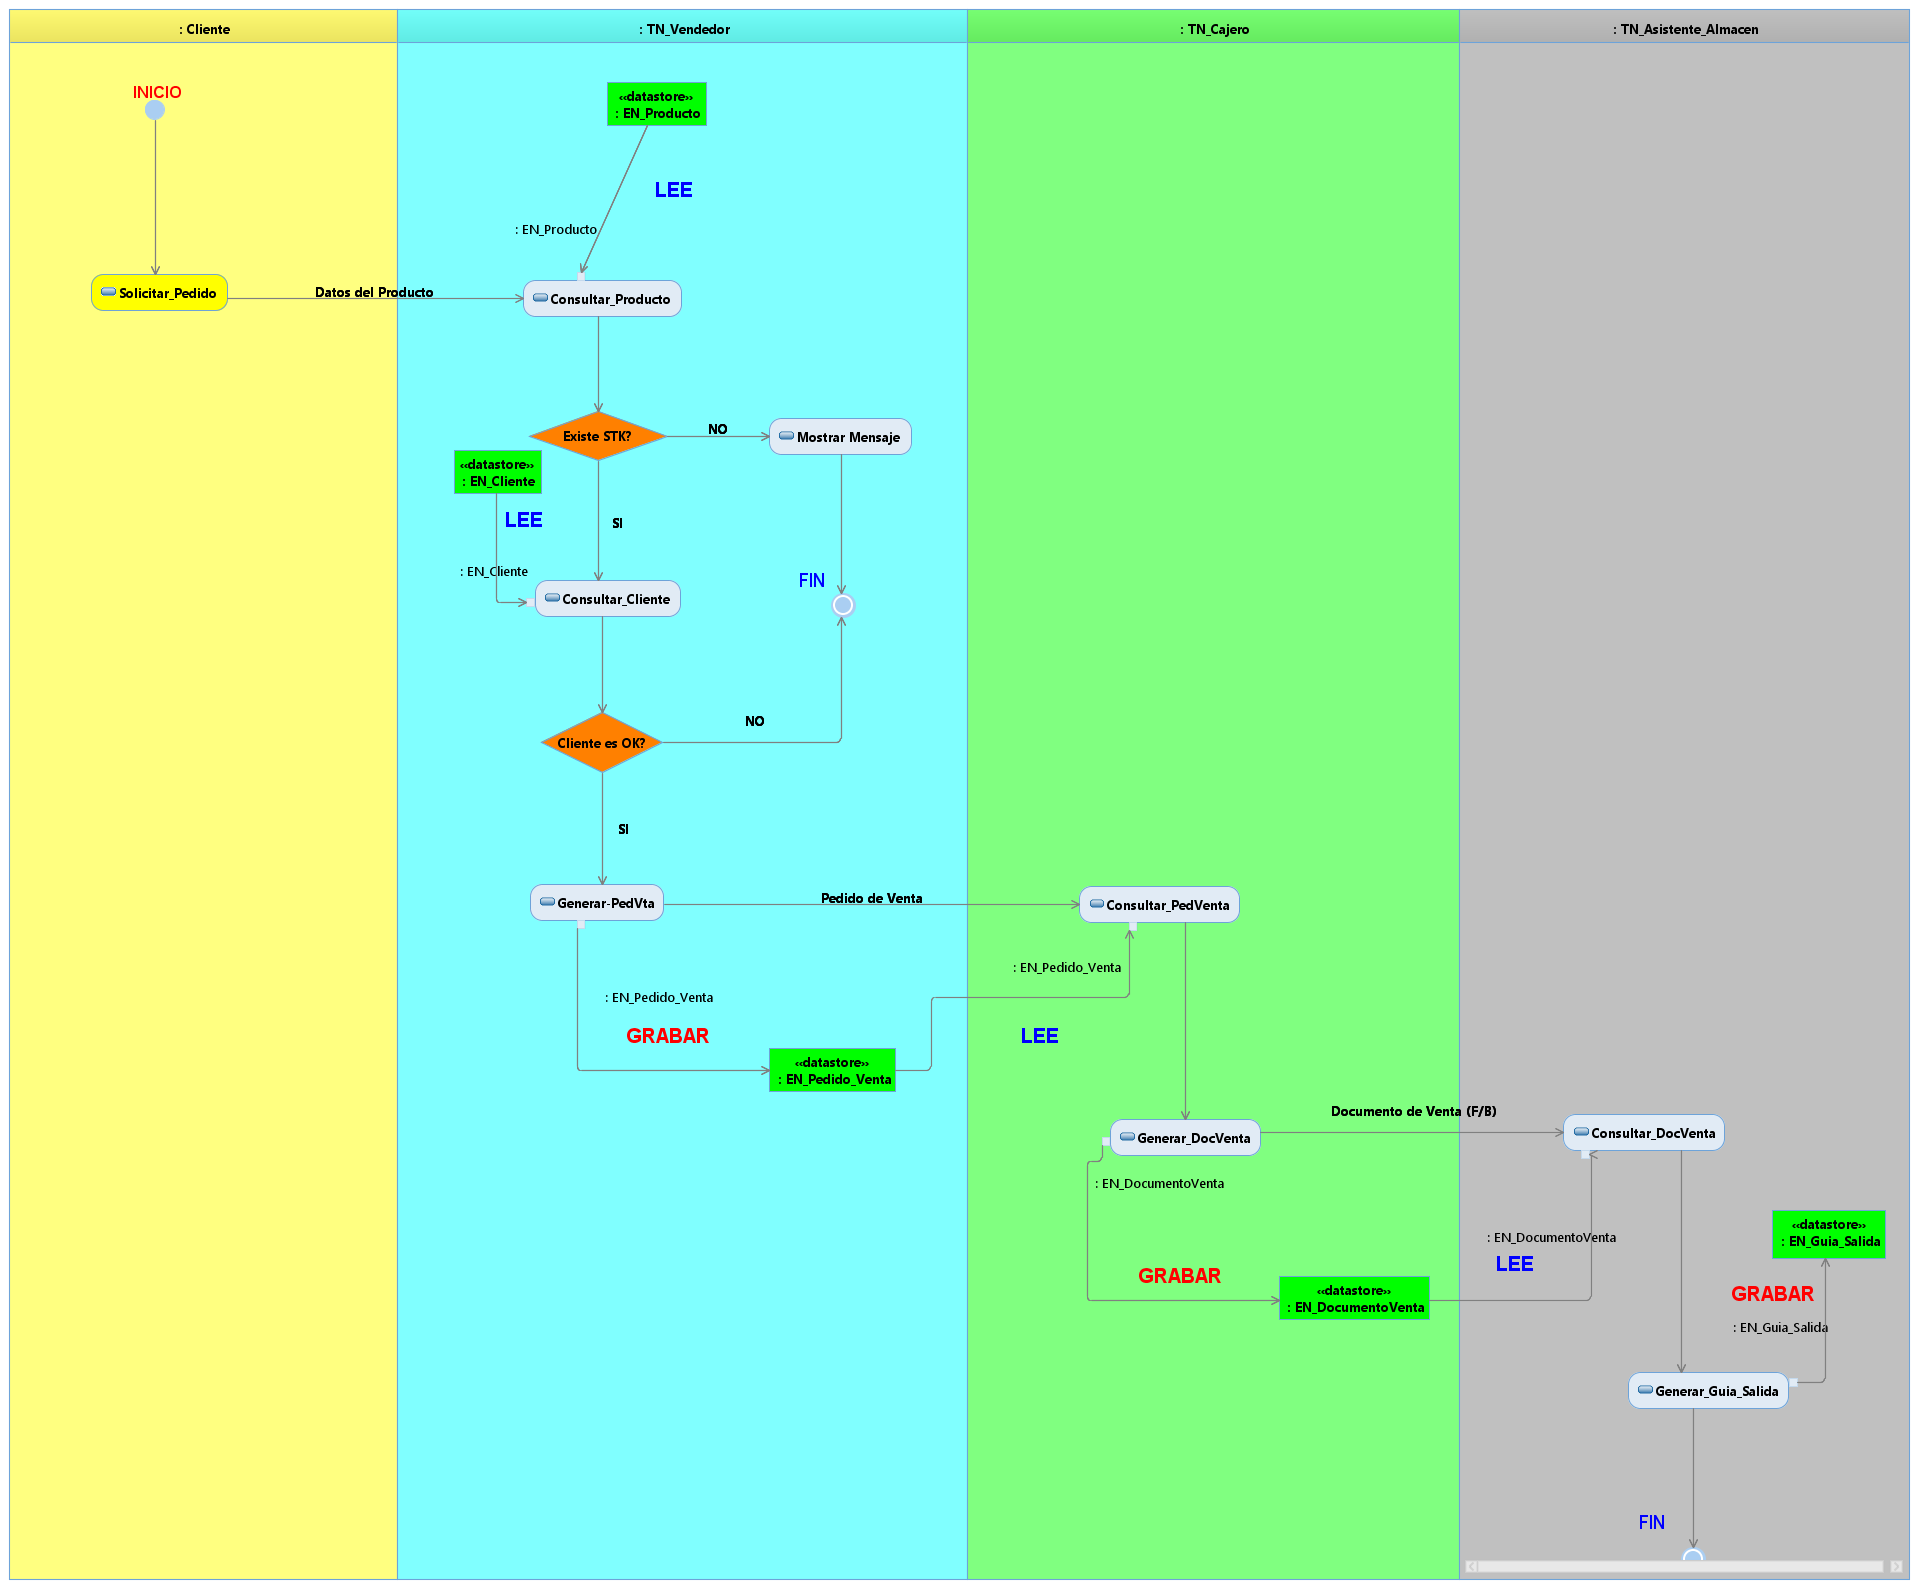 : Cliente
: TN_Vendedor
: TN_Cajero
: TN_Asistente_Almacen
INICIO
«datastore»
: EN_Producto
LEE
: EN_Producto
Solicitar_Pedido
Datos del Producto
Consultar_Producto
Existe STK?
NO
Mostrar Mensaje
«datastore»
: EN_Cliente
LEE
SI
: EN_Cliente
FIN
Consultar_Cliente
Cliente es OK?
NO
SI
Generar-PedVta
Pedido de Venta
Consultar_PedVenta
: EN_Pedido_Venta
: EN_Pedido_Venta
GRABAR
LEE
«datastore»
: EN_Pedido_Venta
Documento de Venta (F/B)
Generar_DocVenta
Consultar_DocVenta
: EN_DocumentoVenta
«datastore»
: EN_Guia_Salida
: EN_DocumentoVenta
LEE
GRABAR
«datastore»
: EN_DocumentoVenta
GRABAR
: EN_Guia_Salida
Generar_Guia_Salida
FIN